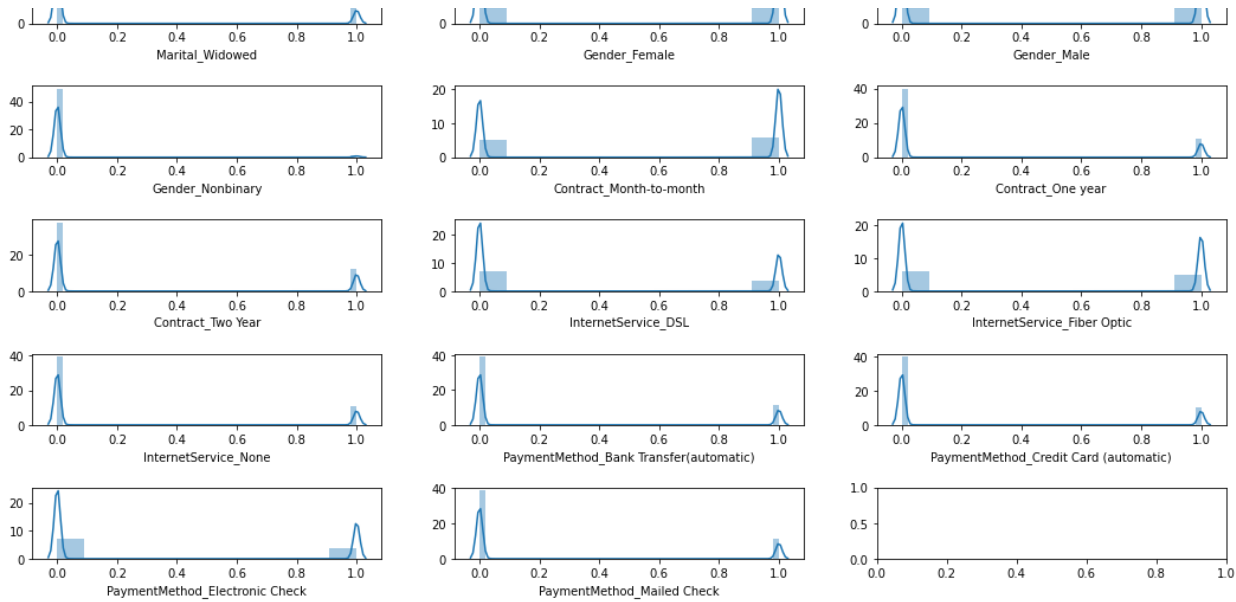 0 0 0
0.0 0.2 0.4 0.6 0.8 1.0 0.0 0.2 0.4 0.6 0.8 1.0 0.0 0.2 0.4 0.6 0.8 1.0
Marital_Widowed Gender_Female Gender_Male
40 20 0 20 10 0 40 20 0
0.0 0.2 0.4 0.6 0.8 1.0 0.0 0.2 0.4 0.6 0.8 1.0 0.0 0.2 0.4 0.6 0.8 1.0
Gender_Nonbinary Contract_Month-to-month Contract_One year
20 0 20 10 0 20 10 0
0.0 0.2 0.4 0.6 0.8 1.0 0.0 0.2 0.4 0.6 0.8 1.0 0.0 0.2 0.4 0.6 0.8 1.0
Contract_Two Year InternetService_DSL InternetService_Fiber Optic
40 20 0 40 20 0 40 20 0
0.0 0.2 0.4 0.6 0.8 1.0 0.0 0.2 0.4 0.6 0.8 1.0 0.0 0.2 0.4 0.6 0.8 1.0
InternetService_None PaymentMethod_Bank Transfer(automatic) PaymentMethod_Credit Card (automatic)
20 10 0 40 20 0 1.0 0.5 0.0
0.0 0.2 0.4 0.6 0.8 1.0 0.0 0.2 0.4 0.6 0.8 1.0 0.0 0.2 0.4 0.6 0.8 1.0
PaymentMethod_Electronic Check PaymentMethod_Mailed Check